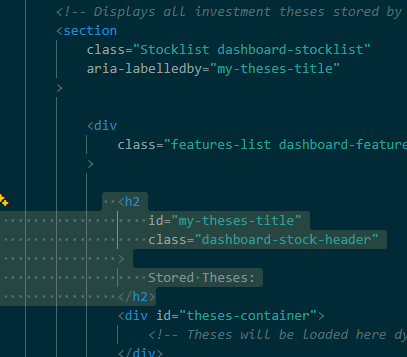 <!-- Displays all investment theses stored by
<section
class="Stocklist dashboard-stocklist"
aria-labelledby="my-theses-title"
>
<div
class="features-list dashboard-feature
>
<h2
id="my-theses-title"
class="dashboard-stock-header"
>
Stored Theses:
</h2>
<div id="theses-container">
<!-- Theses will be loaded here dy
</div>